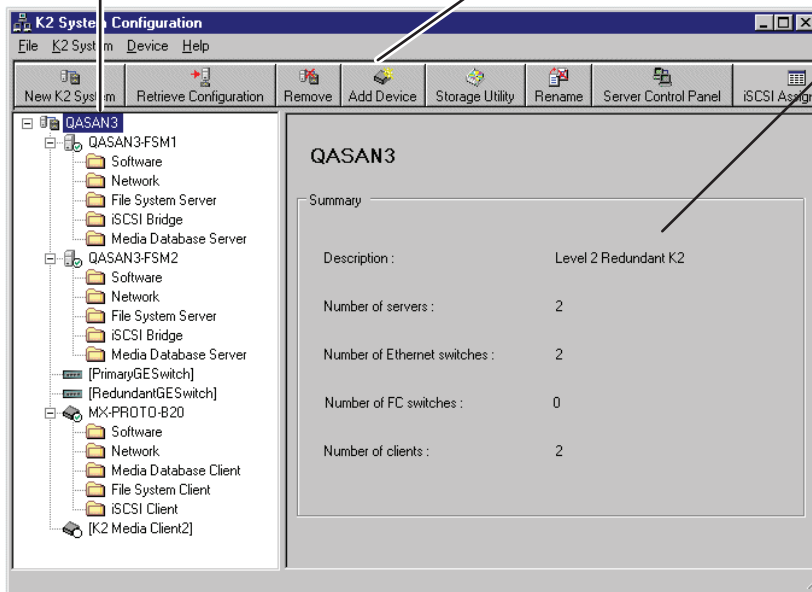 K2 System Configuration
File K2 System Device Help
New K2 System Retrieve Configuration Remove Add Device Storage Utility Rename Server Control Panel iSCSI Assign
QASAN3
QASAN3-FSM1
Software
Network
File System Server
iSCSI Bridge
Media Database Server
QASAN3-FSM2
Software
Network
File System Server
iSCSI Bridge
Media Database Server
[PrimaryGESwitch]
[RedundantGESwitch]
MX-PROTO-B20
Software
Network
Media Database Client
File System Client
iSCSI Client
[K2 Media Client2]
QASAN3
Summary
Description : Level 2 Redundant K2
Number of servers : 2
Number of Ethernet switches : 2
Number of FC switches : 0
Number of clients : 2